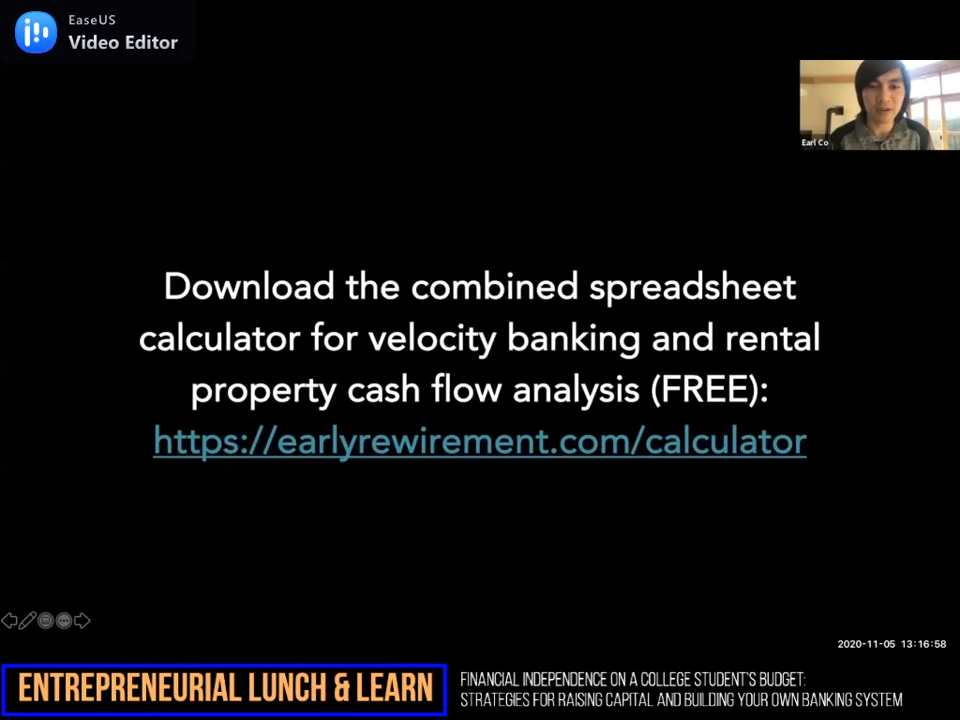 EaseUS
Video Editor
Earl Co
Download the combined spreadsheet
calculator for velocity banking and rental
property cash flow analysis (FREE):
https://earlyrewirement.com/calculator
2020-11-05 13:16:58
ENTREPRENEURIAL LUNCH & LEARN
FINANCIAL INDEPENDENCE ON A COLLEGE STUDENT'S BUDGET:
STRATEGIES FOR RAISING CAPITAL AND BUILDING YOUR OWN BANKING SYSTEM